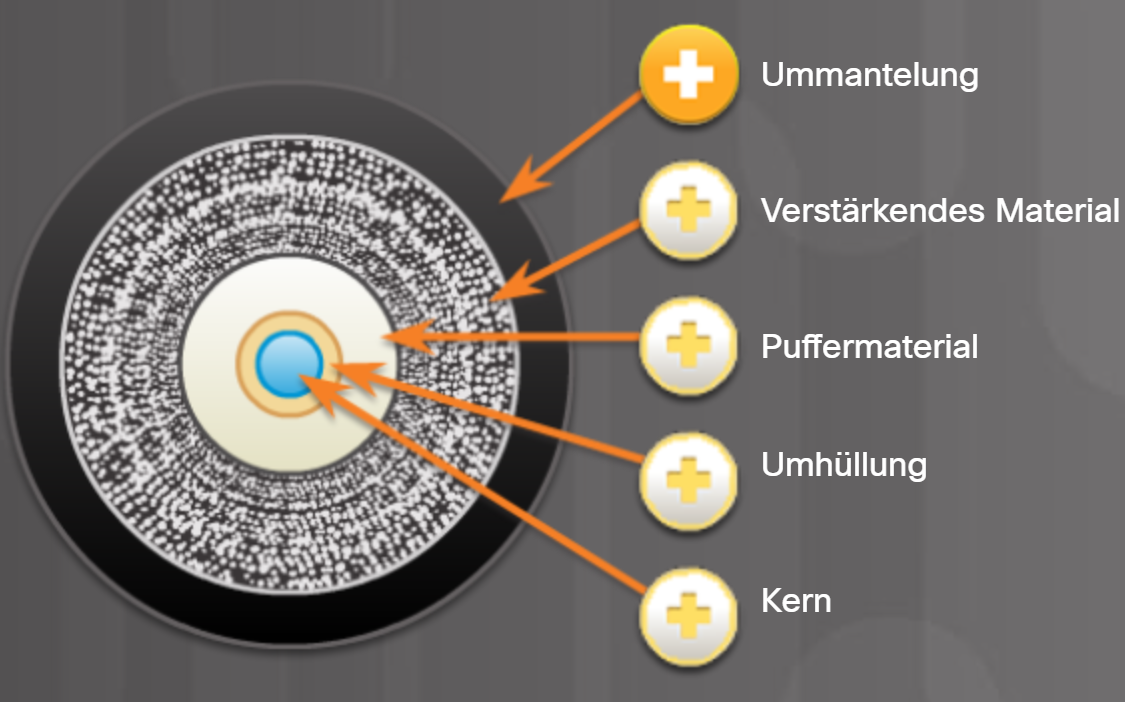 Ummantelung
Verstärkendes Material
Puffermaterial
Umhüllung
Kern